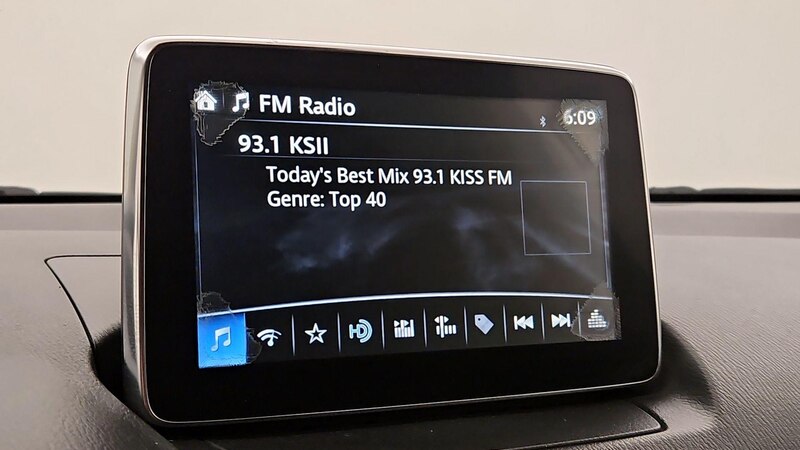 FM Radio
6:09
93.1 KSII
Today's Best Mix 93.1 KISS FM
Genre: Top 40
HD